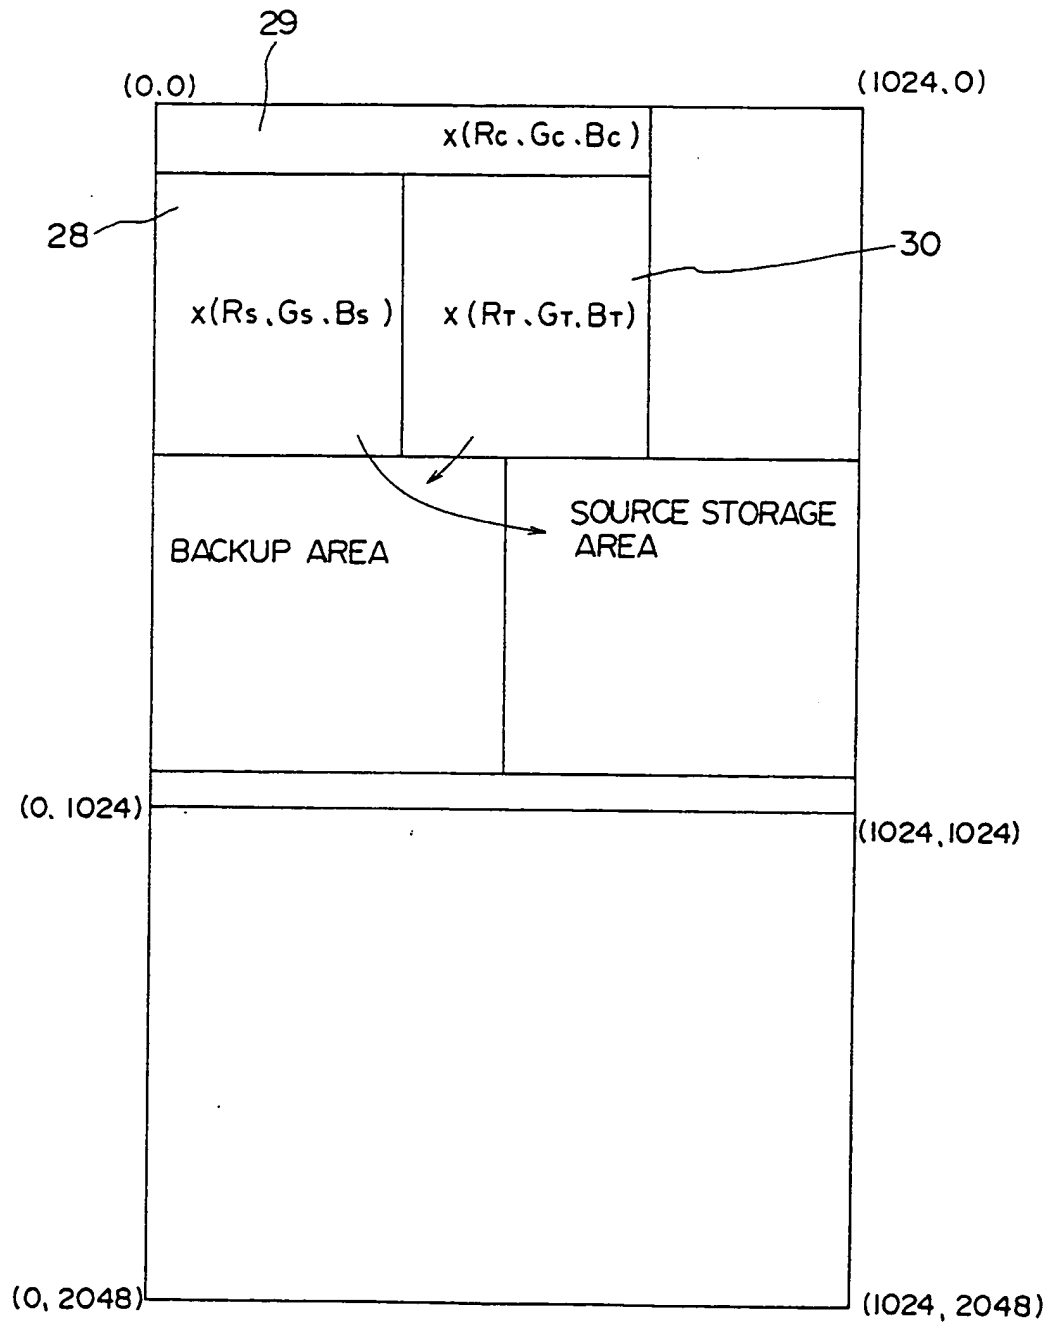 29
(0.0)
(1024.0)
x(Rc.Gc.Bc)
28
30
x(Rs.Gs.Bs)
x(RT.GT.BT)
SOURCE STORAGE
AREA
BACKUP AREA
(0.1024)
(1024,1024)
(0,2048)
(1024,2048)